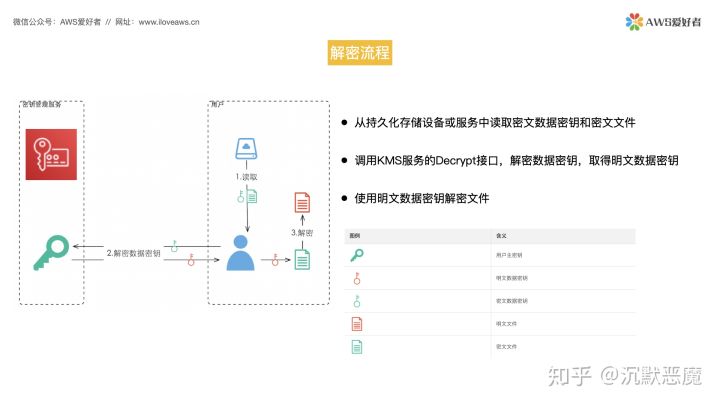 微信公众号：AWS爱好者 // 网址：www.iloveaws.cn
AWS爱好者
解密流程
密钥管理服务
用户
1.读取
2.解密数据密钥
3.解密
从持久化存储设备或服务中读取密文数据密钥和密文文件
调用KMS服务的Decrypt接口，解密数据密钥，取得明文数据密钥
使用明文数据密钥解密文件
图例 含义
用户主密钥
明文数据密钥
密文数据密钥
明文文件
密文文件
知乎 @沉默恶魔